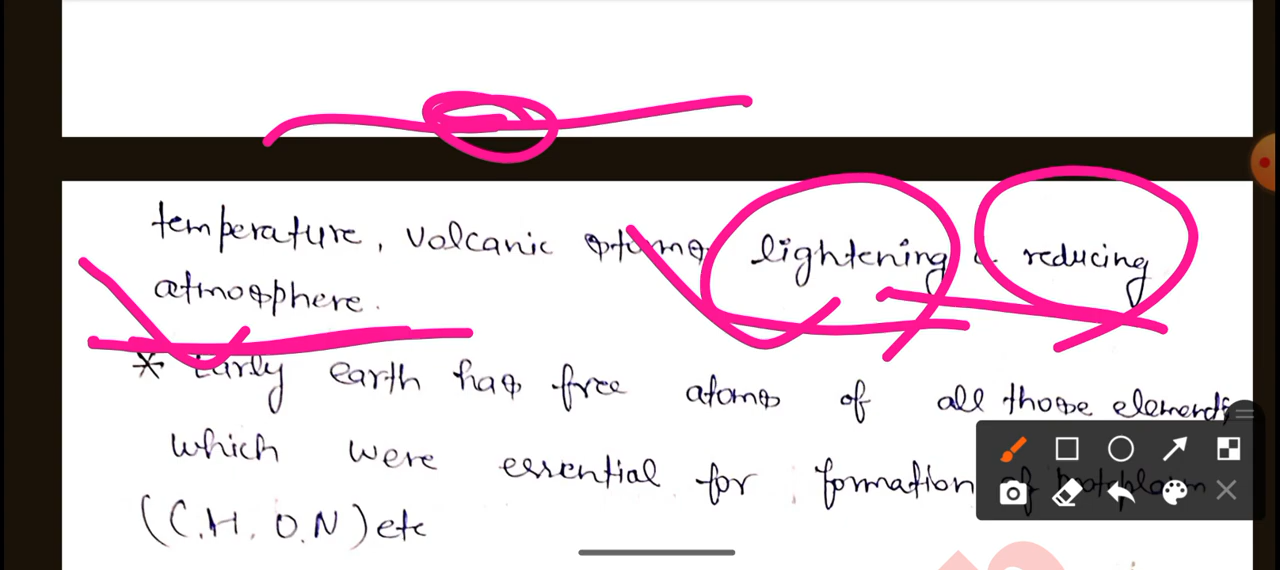 temperature, volcanic storms lightening & reducing
atmosphere.
* Early earth has free atoms of all those elements
which were essential for formation of
(C.H.O.N) etc